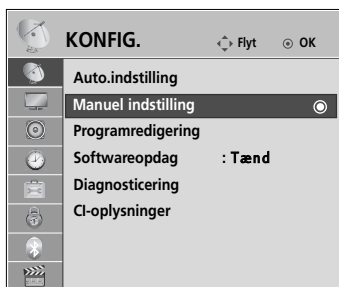 KONFIG. Flyt OK
Auto.indstilling
Manuel indstilling
Programredigering
Softwareopdag : Tænd
Diagnosticering
CI-oplysninger